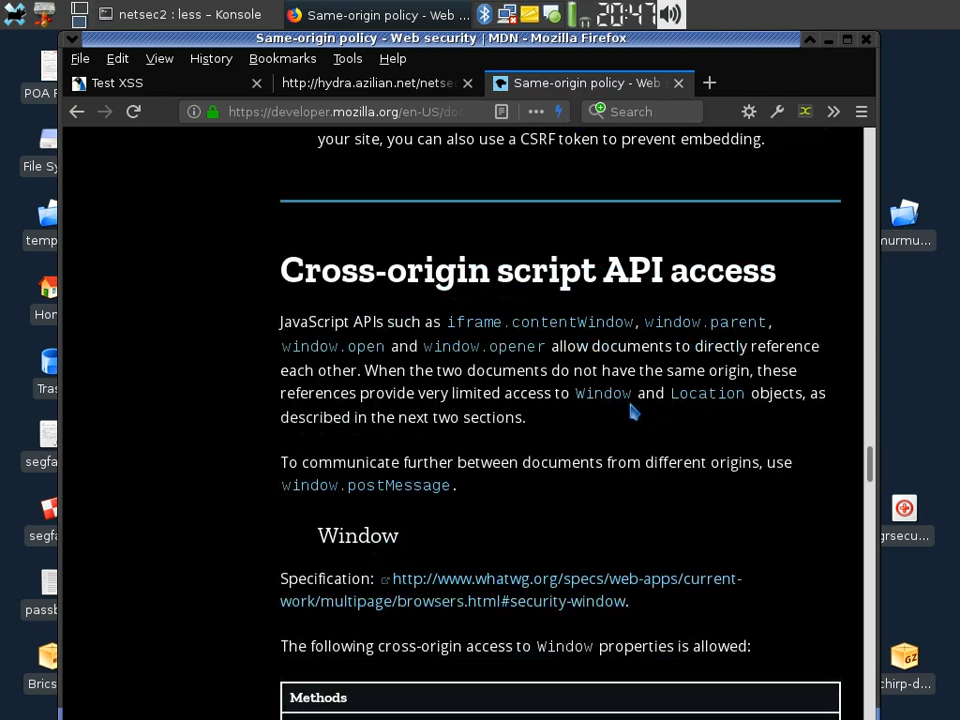 netsec2 : less – Konsole
Same-origin policy - Web ...
20:47
Same-origin policy - Web security | MDN - Mozilla Firefox
File Edit View History Bookmarks Tools Help
Test XSS
http://hydra.azilian.net/netsec
Same-origin policy - Web
https://developer.mozilla.org/en-US/do
Search
your site, you can also use a CSRF token to prevent embedding.
Cross-origin script API access
JavaScript APIs such as iframe.contentWindow, window.parent,
window.open and window.opener allow documents to directly reference
each other. When the two documents do not have the same origin, these
references provide very limited access to Window and Location objects, as
described in the next two sections.
To communicate further between documents from different origins, use
window.postMessage.
Window
Specification: http://www.whatwg.org/specs/web-apps/current-
work/multipage/browsers.html#security-window.
The following cross-origin access to Window properties is allowed:
Methods
POA F
File Sy
temp
Hor
Tras
segfa
segfa
passb
Brics
murmu...
grsecu...
chirp-d...